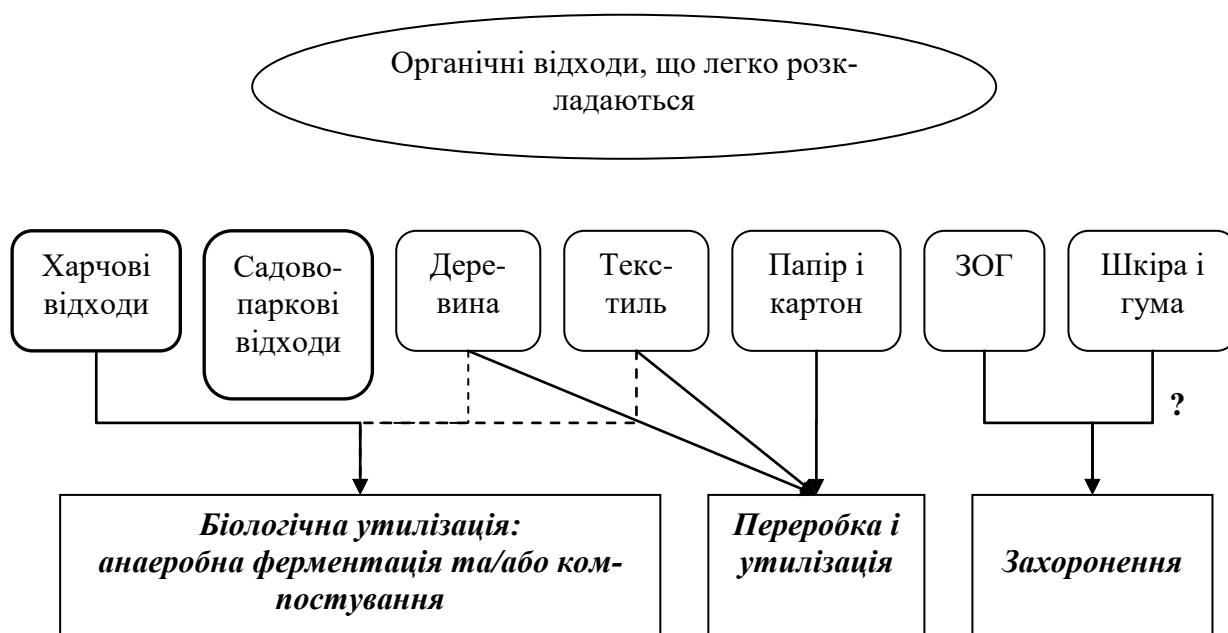 Органічні відходи, що легко розк-
ладаються
Харчові
відходи
Садово-
паркові
відходи
Дере-
вина
Текс-
тиль
Папір і
картон
ЗОГ
Шкіра і
гума
?
Біологічна утилізація:
анаеробна ферментація та/або ком-
постування
Переробка і
утилізація
Захоронення